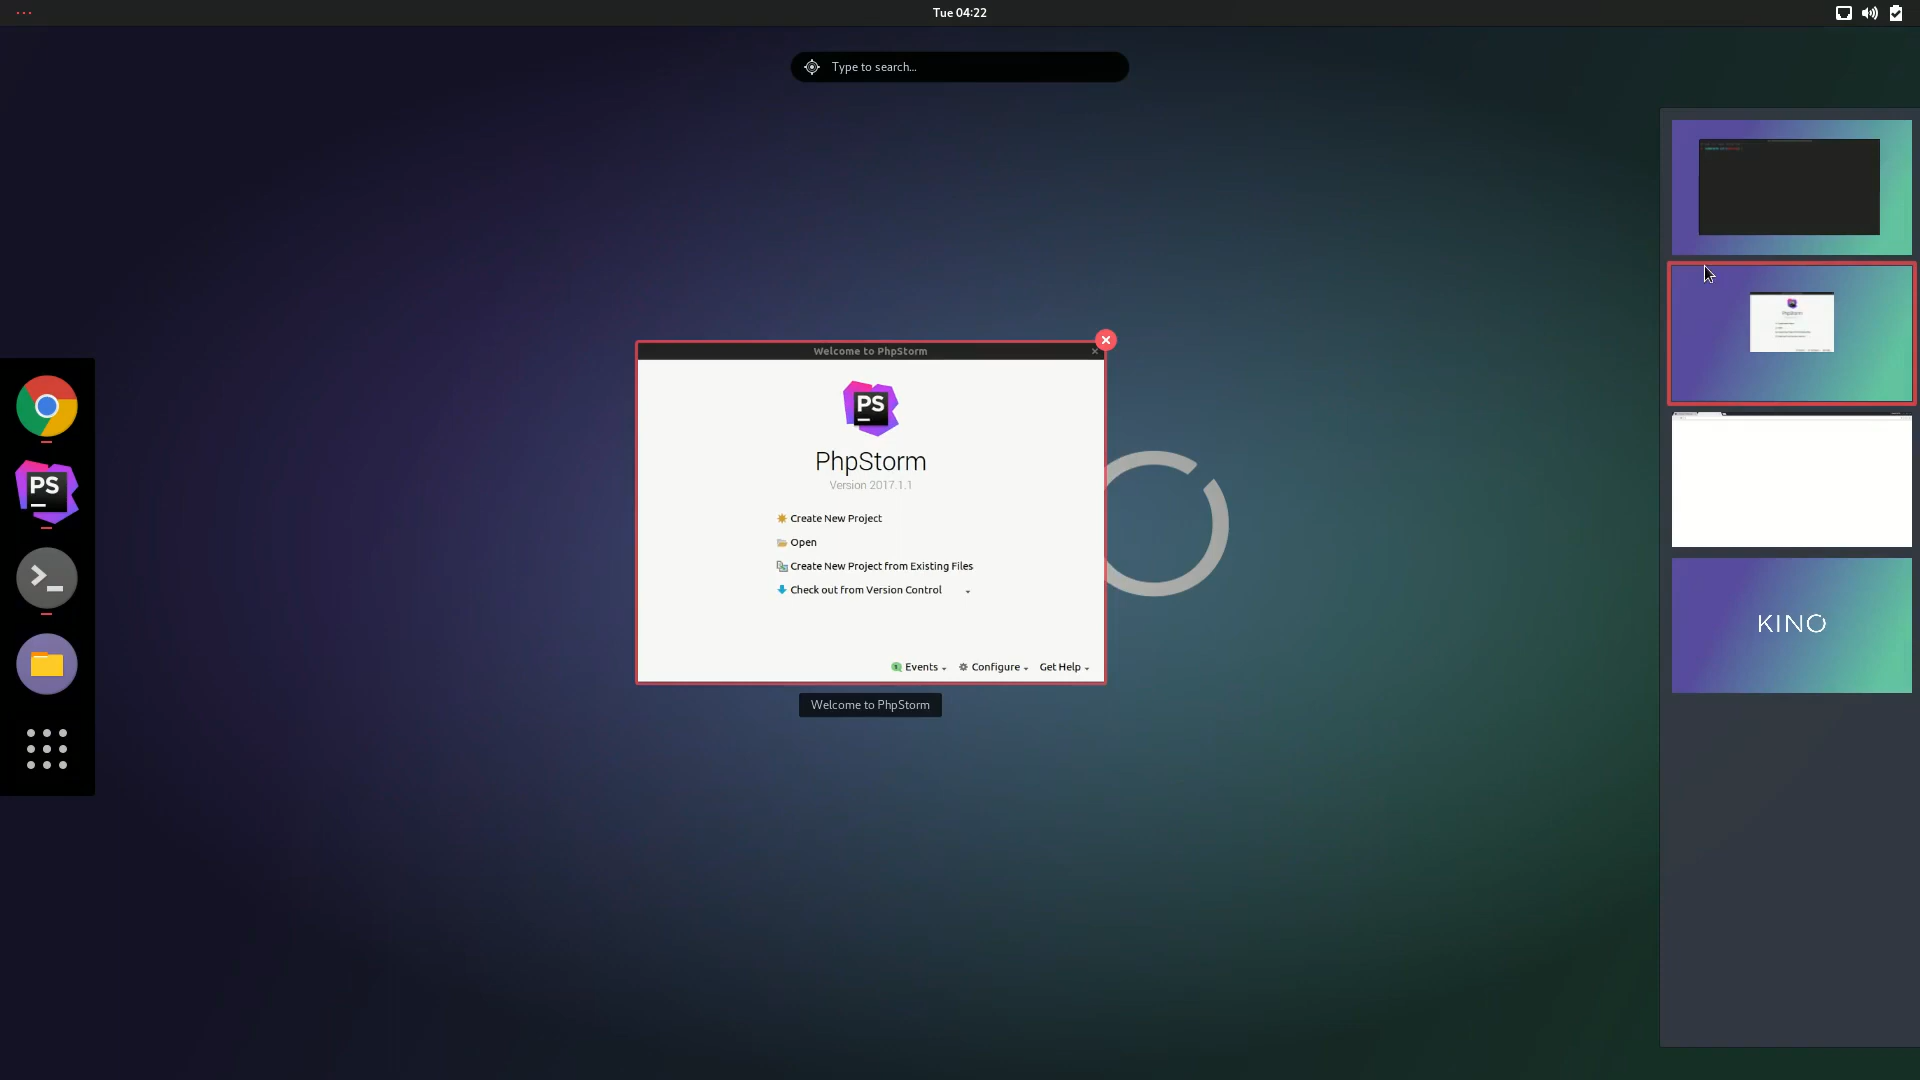 Tue 04:22
Type to search...
Welcome to PhpStorm
PS
PhpStorm
Version 2017.1.1
Create New Project
Open
Create New Project from Existing Files
Check out from Version Control
Events
Configure
Get Help
Welcome to PhpStorm
PS
PhpStorm
KINO